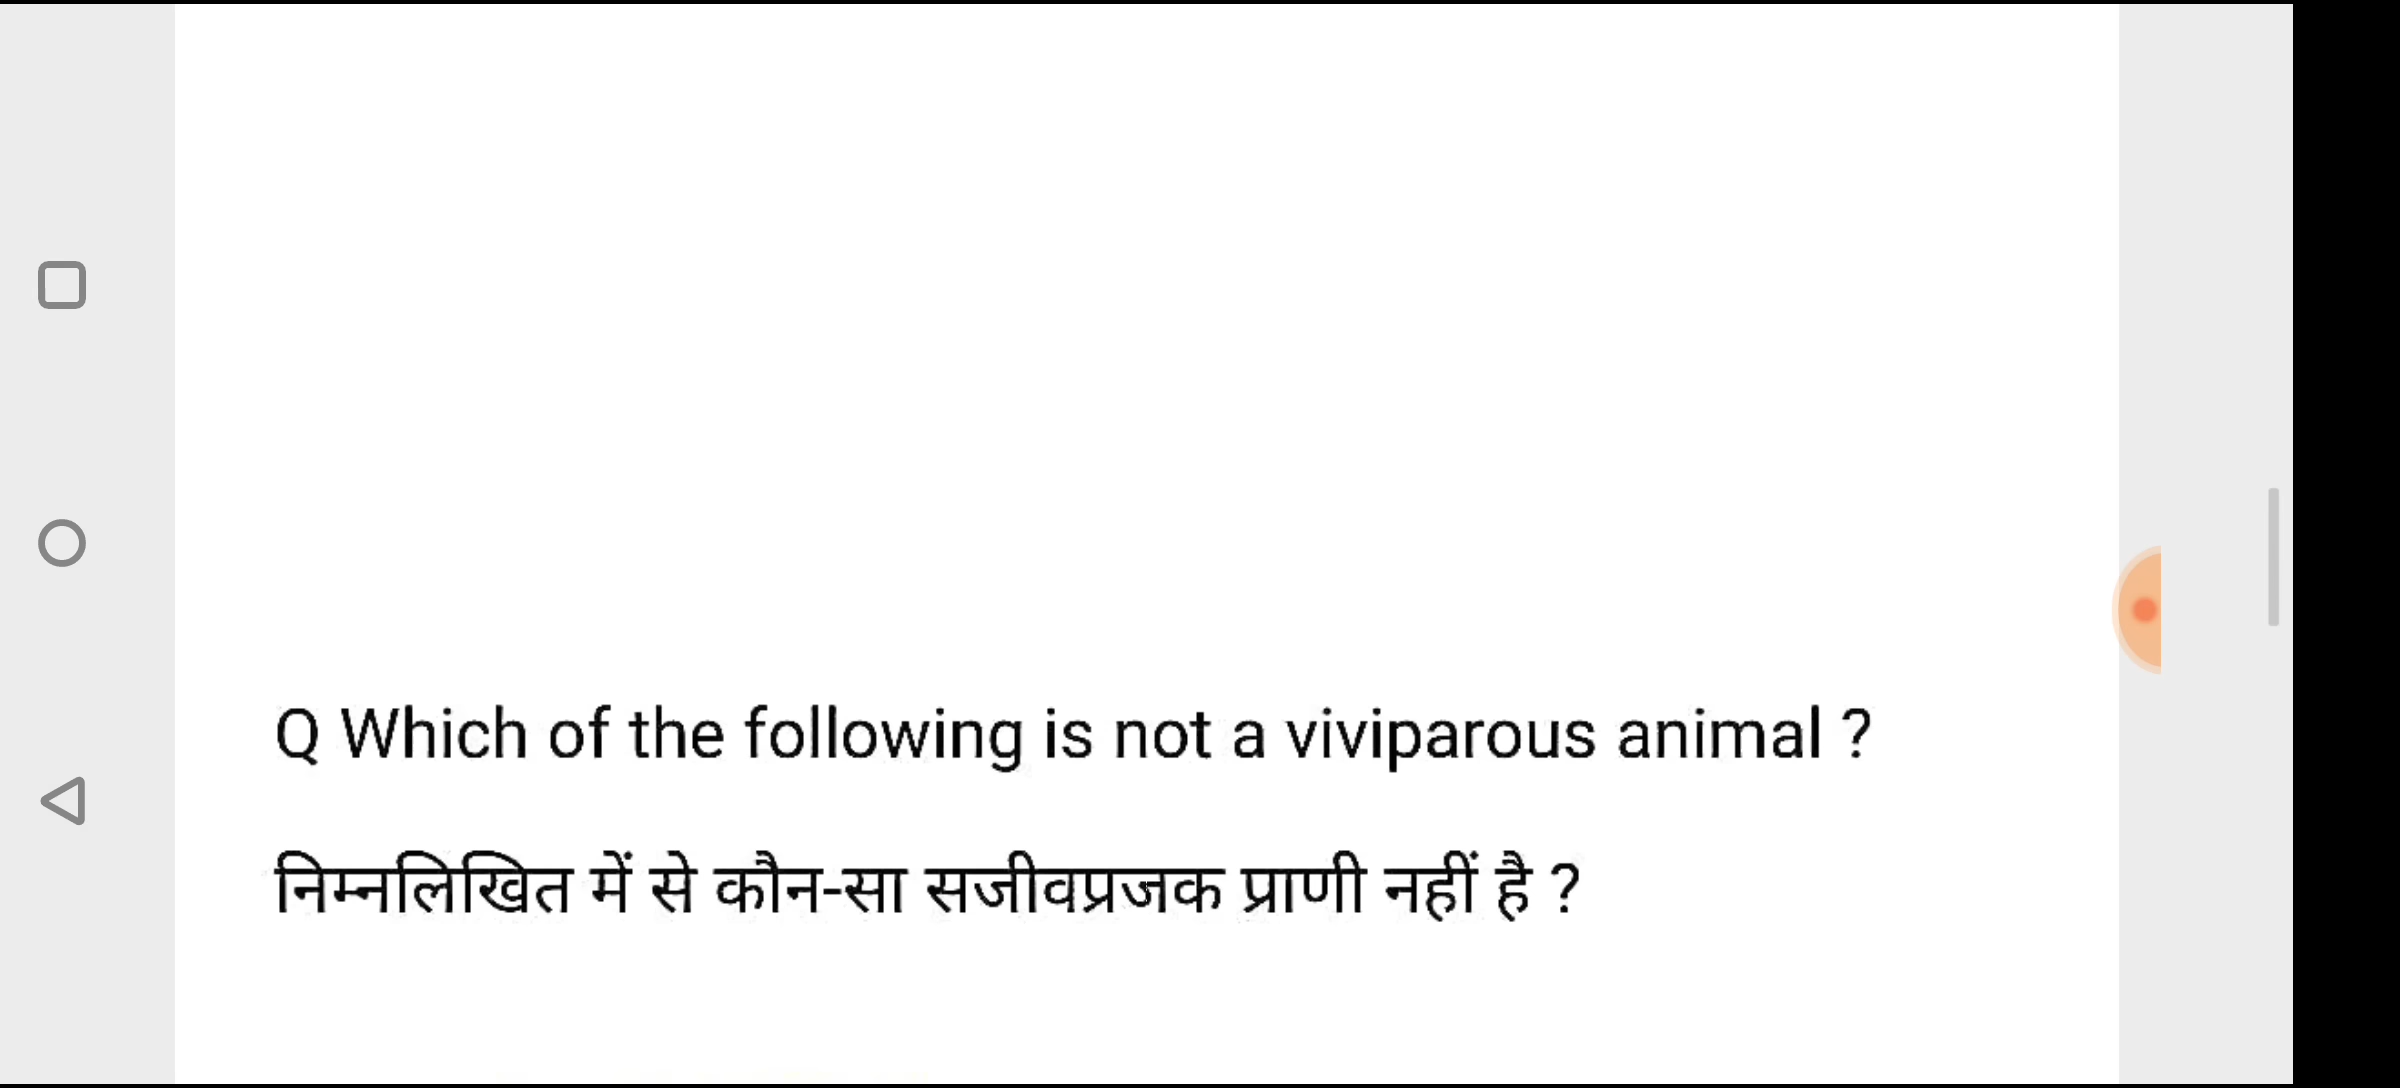 Q Which of the following is not a viviparous animal ?
निम्नलिखित में से कौन-सा सजीवप्रजक प्राणी नहीं है ?